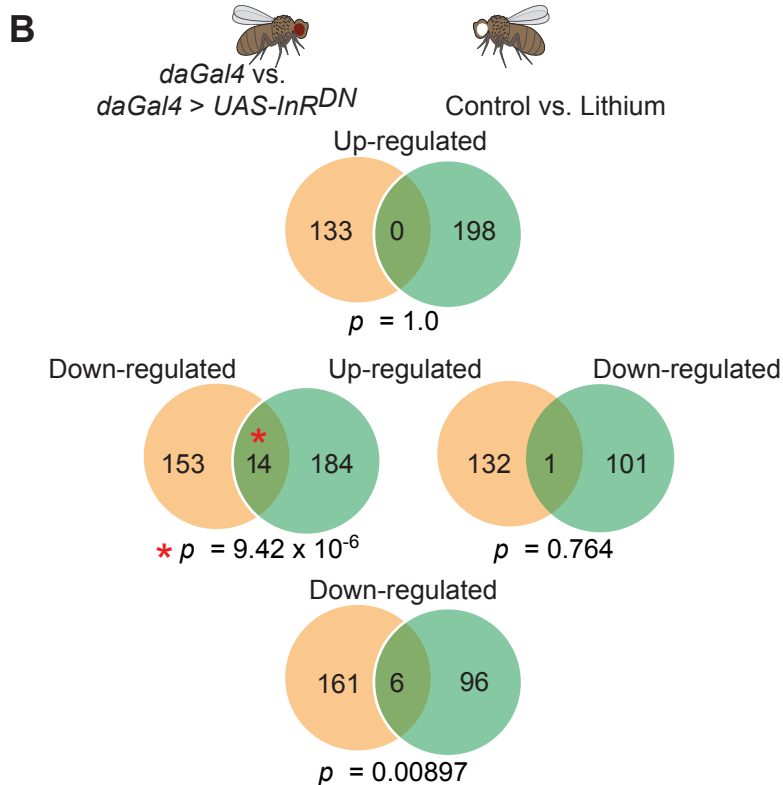 B
daGal4 vs.
daGal4 > UAS-InR^DN
Control vs. Lithium
Up-regulated
133 0 198
p = 1.0
Down-regulated Up-regulated
153 * 14 184
* p = 9.42 x 10^-6
Down-regulated
132 1 101
p = 0.764
Down-regulated
161 6 96
p = 0.00897